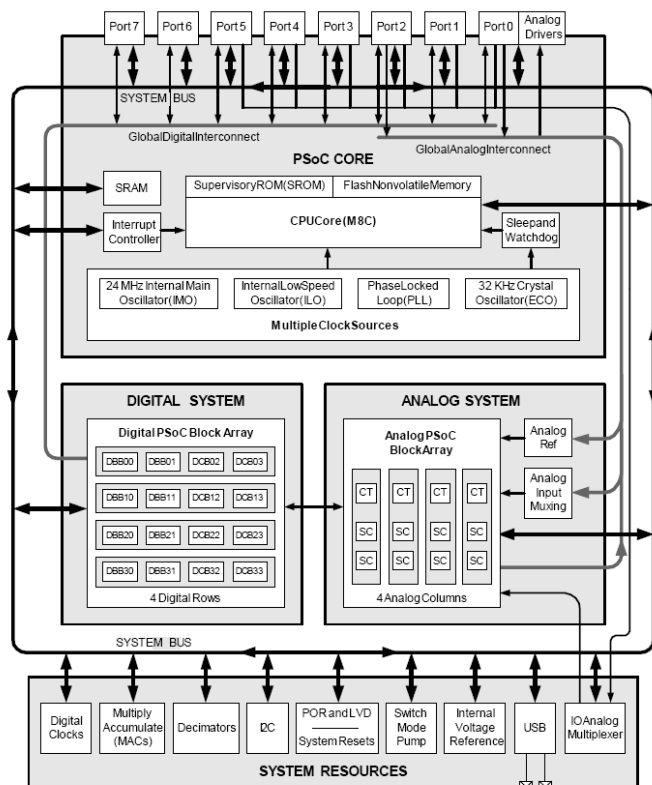 Port 7 Port 6 Port 5 Port 4 Port 3 Port 2 Port 1 Port 0 Analog
Drivers
SYSTEM BUS
GlobalDigitalInterconnect
GlobalAnalogInterconnect
PSoC CORE
SRAM
SupervisoryROM(SROM) FlashNonvolatileMemory
CPUCore(M8C)
Interrupt
Controller
Sleepand
Watchdog
24 MHz Internal Main
Oscillator(IMO)
InternalLowSpeed
Oscillator(ILO)
PhaseLocked
Loop(PLL)
32 KHz Crystal
Oscillator(ECO)
MultipleClockSources
DIGITAL SYSTEM
Digital PSoC Block Array
DBB00 DBB01 DCB02 DCB03
DBB10 DBB11 DCB12 DCB13
DBB20 DBB21 DCB22 DCB23
DBB30 DBB31 DCB32 DCB33
4 Digital Rows
ANALOG SYSTEM
Analog PSoC
BlockArray
CT CT CT CT
SC SC SC SC
SC SC SC SC
4 Analog Columns
Analog
Ref
Analog
Input
Muxing
SYSTEM BUS
Digital
Clocks
Multiply
Accumulate
(MACs)
Decimators
I2C
POR and LVD
System Resets
Switch
Mode
Pump
Internal
Voltage
Reference
USB
IOAnalog
Multiplexer
SYSTEM RESOURCES